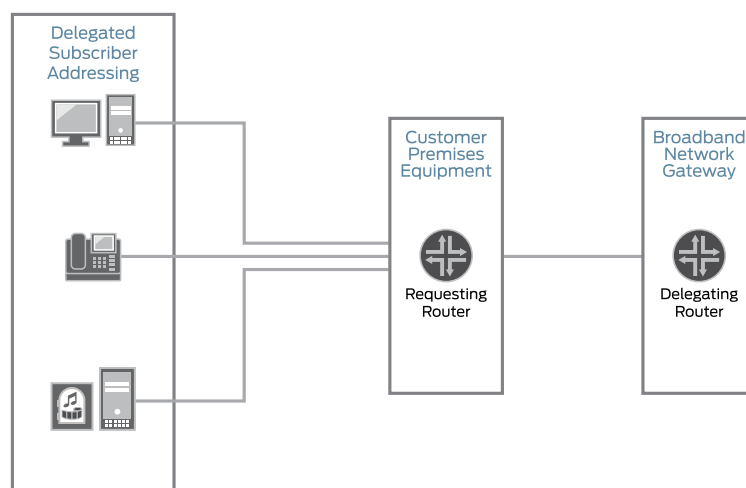 Delegated
Subscriber
Addressing
Customer
Premises
Equipment
Requesting
Router
Broadband
Network
Gateway
Delegating
Router